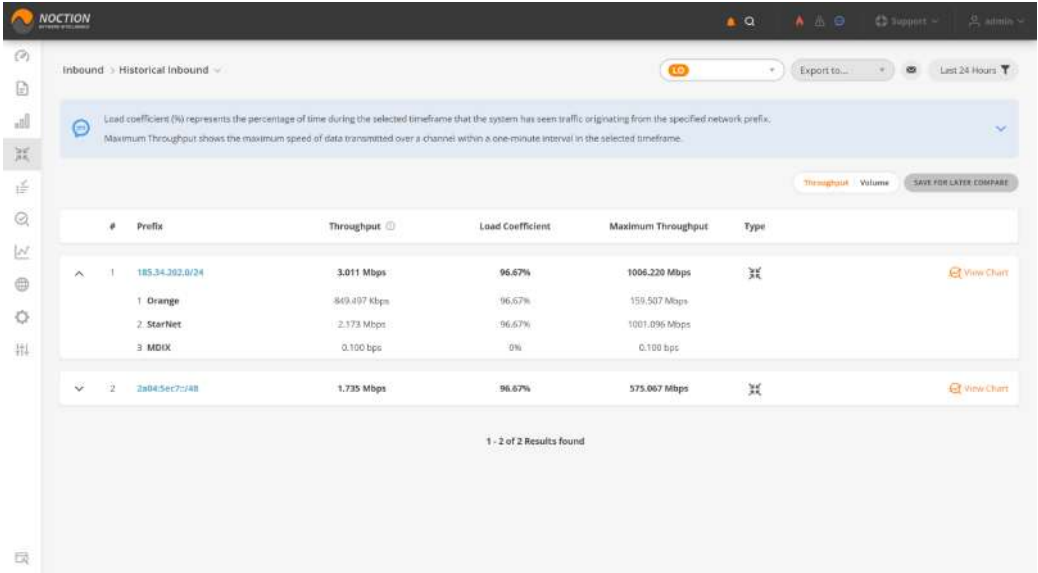 NOCTION
Support
admin
Inbound > Historical Inbound
LO
Export to...
Last 24 Hours
Load coefficient (%) represents the percentage of time during the selected timeframe that the system has seen traffic originating from the specified network prefix.
Maximum Throughput shows the maximum speed of data transmitted over a channel within a one-minute interval in the selected timeframe.
Throughput Volume SAVE FOR LATER COMPARE
# Prefix Throughput Load Coefficient Maximum Throughput Type
1 185.34.202.0/24 3.011 Mbps 96.67% 1006.220 Mbps View Chart
1 Orange 849.497 Kbps 96.67% 159.507 Mbps
2 StarNet 2.173 Mbps 96.67% 1001.096 Mbps
3 MDIX 0.100 bps 0% 0.100 bps
2 2a04:5ec7::/48 1.735 Mbps 96.67% 575.067 Mbps View Chart
1 - 2 of 2 Results found